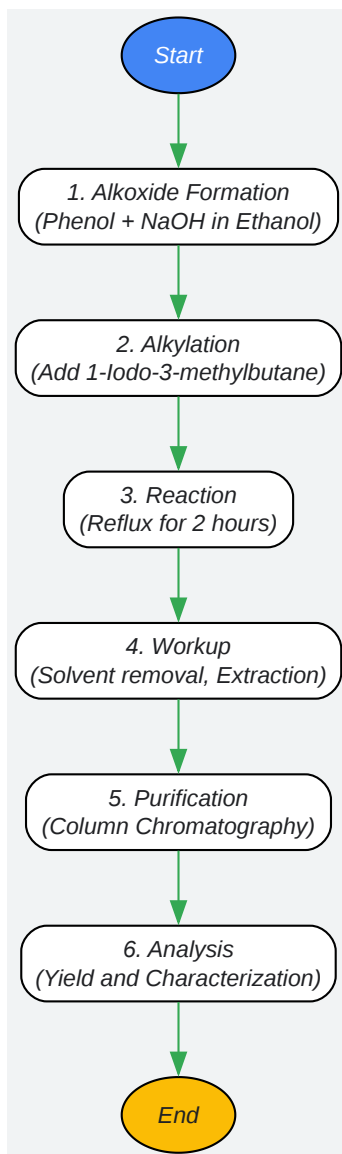 Start
1. Alkoxide Formation
(Phenol + NaOH in Ethanol)
2. Alkylation
(Add 1-Iodo-3-methylbutane)
3. Reaction
(Reflux for 2 hours)
4. Workup
(Solvent removal, Extraction)
5. Purification
(Column Chromatography)
6. Analysis
(Yield and Characterization)
End